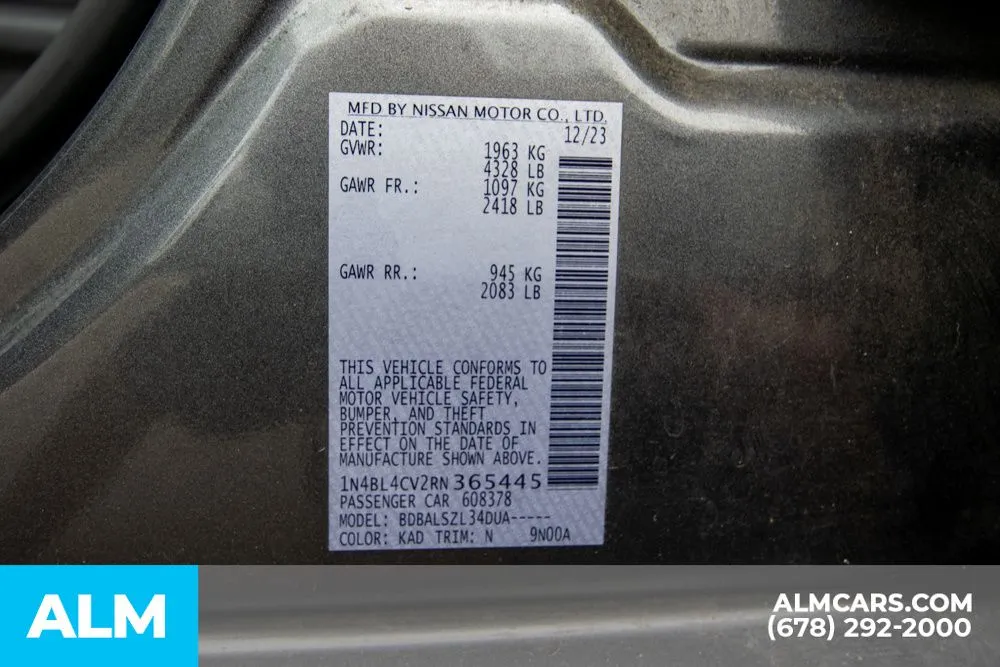 MFD BY NISSAN MOTOR CO., LTD.
DATE: 12/23
GVWR: 1963 KG
4328 LB
GAWR FR.: 1097 KG
2418 LB
GAWR RR.: 945 KG
2083 LB
THIS VEHICLE CONFORMS TO
ALL APPLICABLE FEDERAL
MOTOR VEHICLE SAFETY,
BUMPER, AND THEFT
PREVENTION STANDARDS IN
EFFECT ON THE DATE OF
MANUFACTURE SHOWN ABOVE.
1N4BL4CV2RN365445
PASSENGER CAR 608378
MODEL: BDBALSZL34DUA-----
COLOR: KAD TRIM: N 9N00A
ALM
ALMCARS.COM
(678) 292-2000